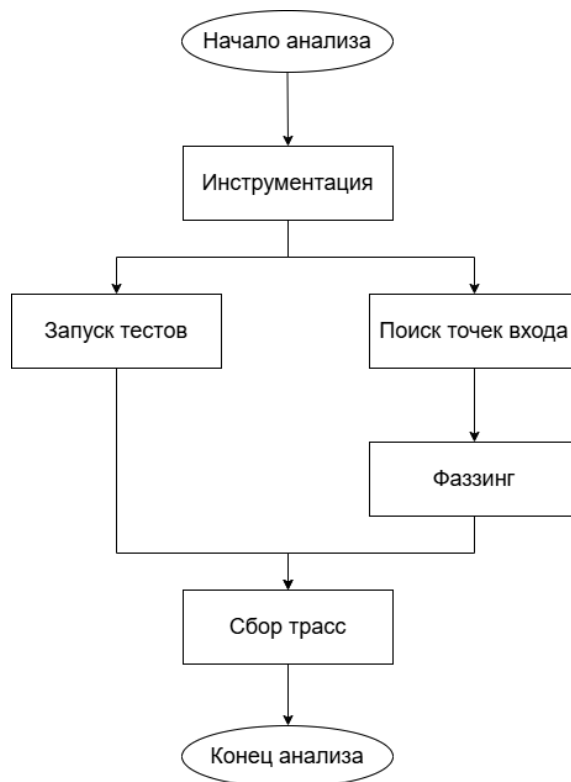 Начало анализа
Инструментация
Запуск тестов
Поиск точек входа
Фаззинг
Сбор трасс
Конец анализа